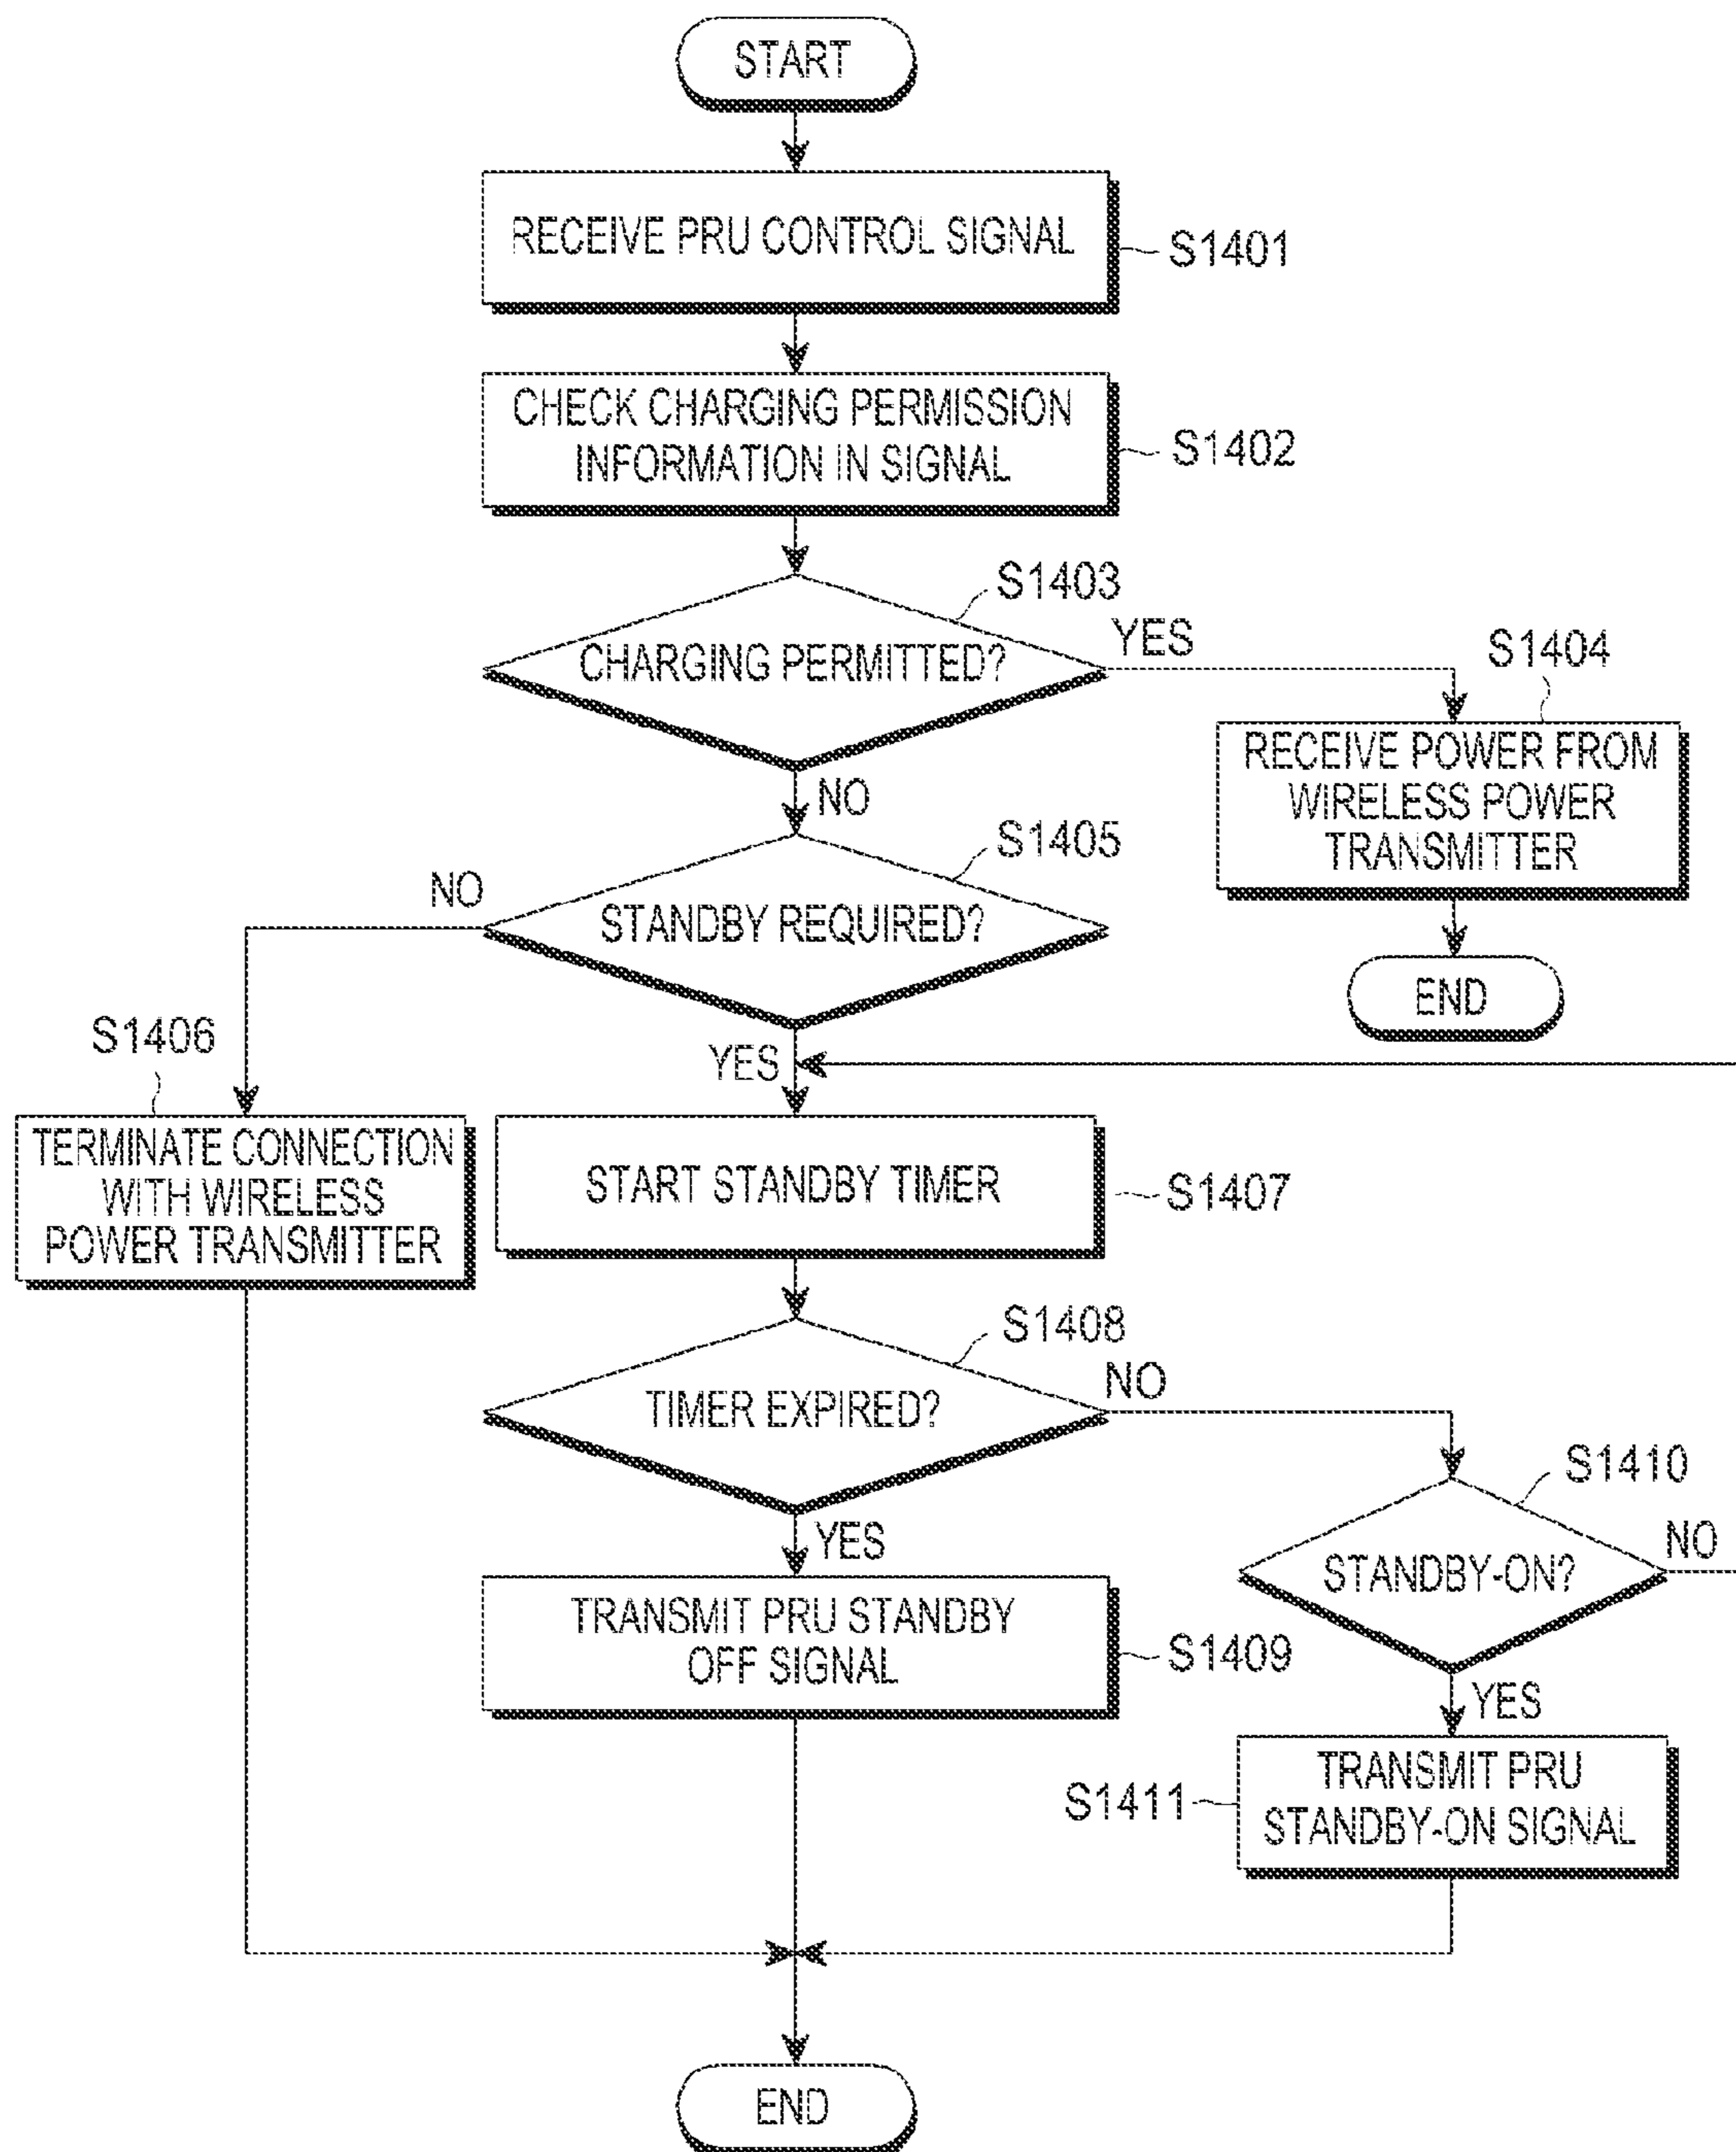 START
RECEIVE PRU CONTROL SIGNAL
S1401
CHECK CHARGING PERMISSION
INFORMATION IN SIGNAL
S1402
S1403
CHARGING PERMITTED?
YES
NO
S1404
RECEIVE POWER FROM
WIRELESS POWER
TRANSMITTER
END
S1405
STANDBY REQUIRED?
NO
YES
S1406
TERMINATE CONNECTION
WITH WIRELESS
POWER TRANSMITTER
START STANDBY TIMER
S1407
S1408
TIMER EXPIRED?
NO
YES
S1410
STANDBY-ON?
NO
YES
TRANSMIT PRU STANDBY
OFF SIGNAL
S1409
S1411
TRANSMIT PRU
STANDBY-ON SIGNAL
END